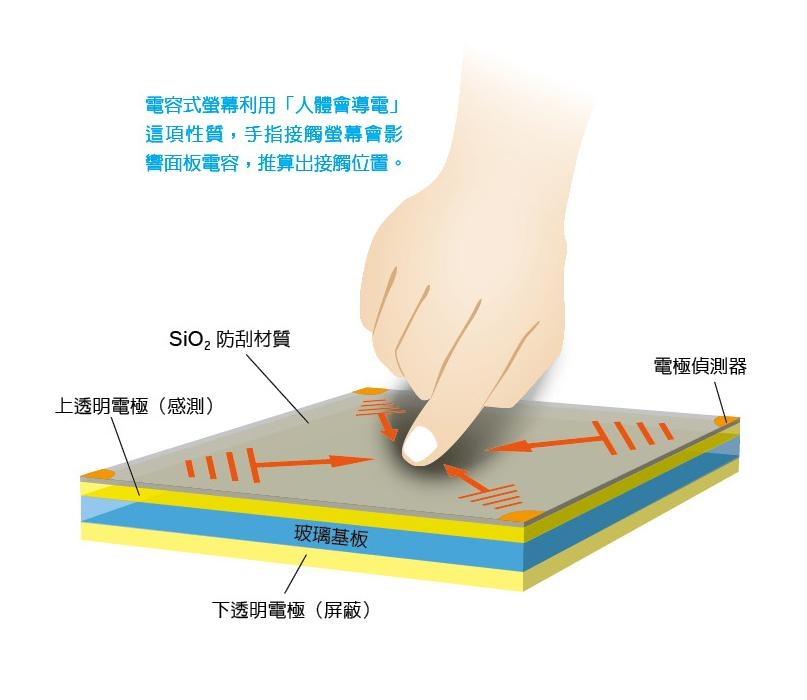 電容式螢幕利用「人體會導電」
這項性質，手指接觸螢幕會影
響面板電容，推算出接觸位置。
SiO₂ 防刮材質
電極偵測器
上透明電極（感測）
玻璃基板
下透明電極（屏蔽）